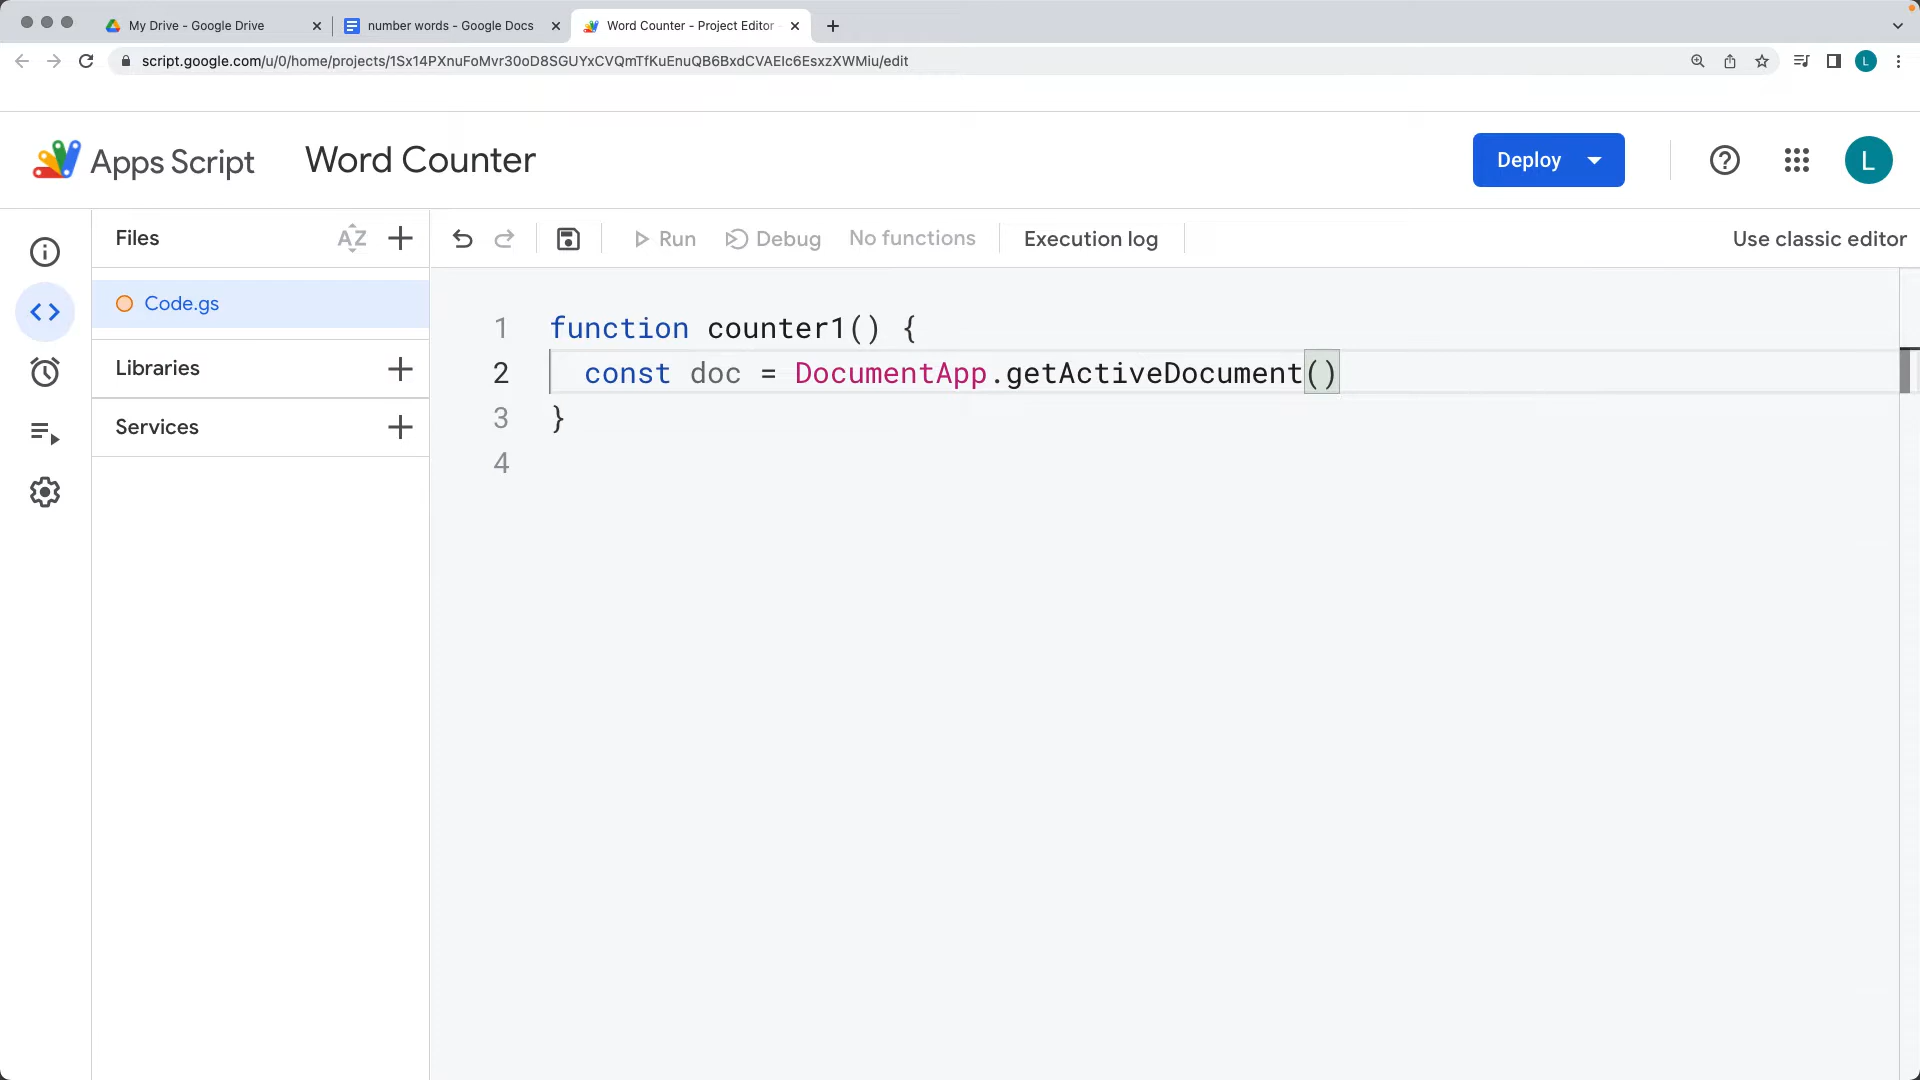 My Drive - Google Drive
number words - Google Docs
Word Counter - Project Editor
script.google.com/u/0/home/projects/1Sx14PXnuFoMvr30oD8SGUYxCVQmTfKuEnuQB6BxdCVAEIc6EsxzXWMiu/edit
L
Apps Script
Word Counter
Deploy
L
Files
AZ
Run
Debug
No functions
Execution log
Use classic editor
Code.gs
Libraries
Services
1 function counter1() {
2 const doc = DocumentApp.getActiveDocument()
3 }
4